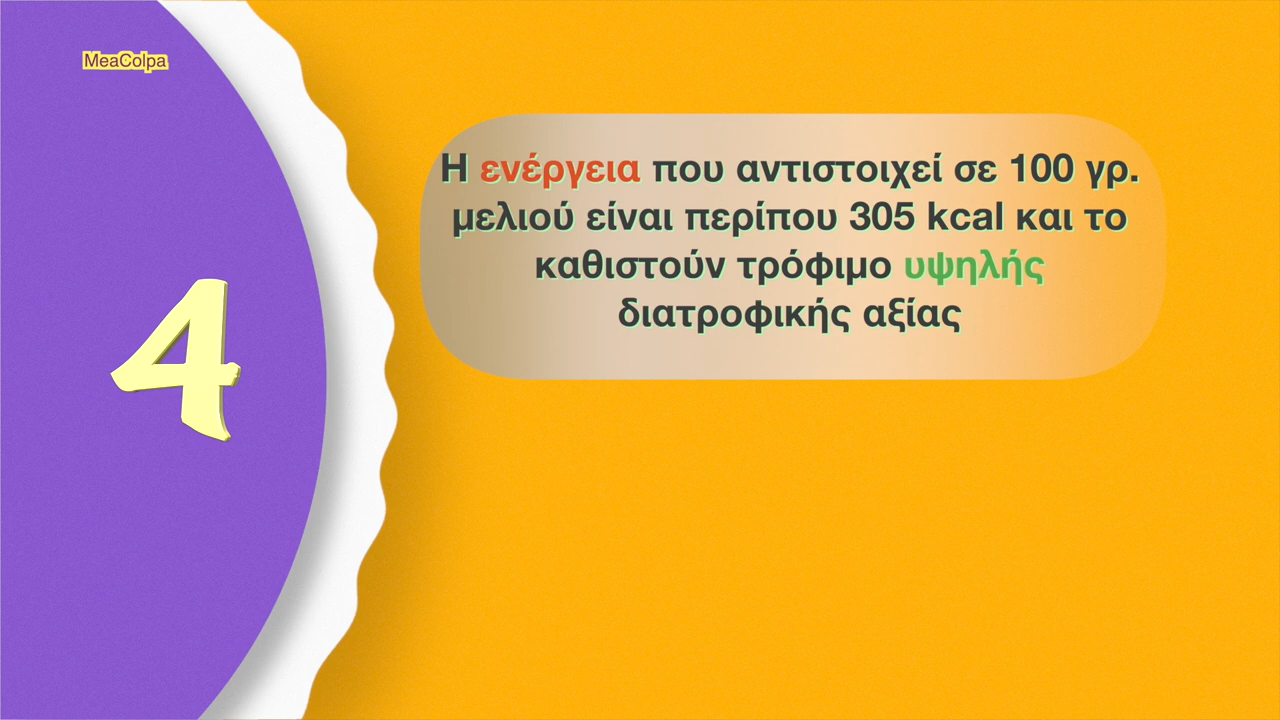 MeaColpa
4
Η ενέργεια που αντιστοιχεί σε 100 γρ.
μελιού είναι περίπου 305 kcal και το
καθιστούν τρόφιμο υψηλής
διατροφικής αξίας